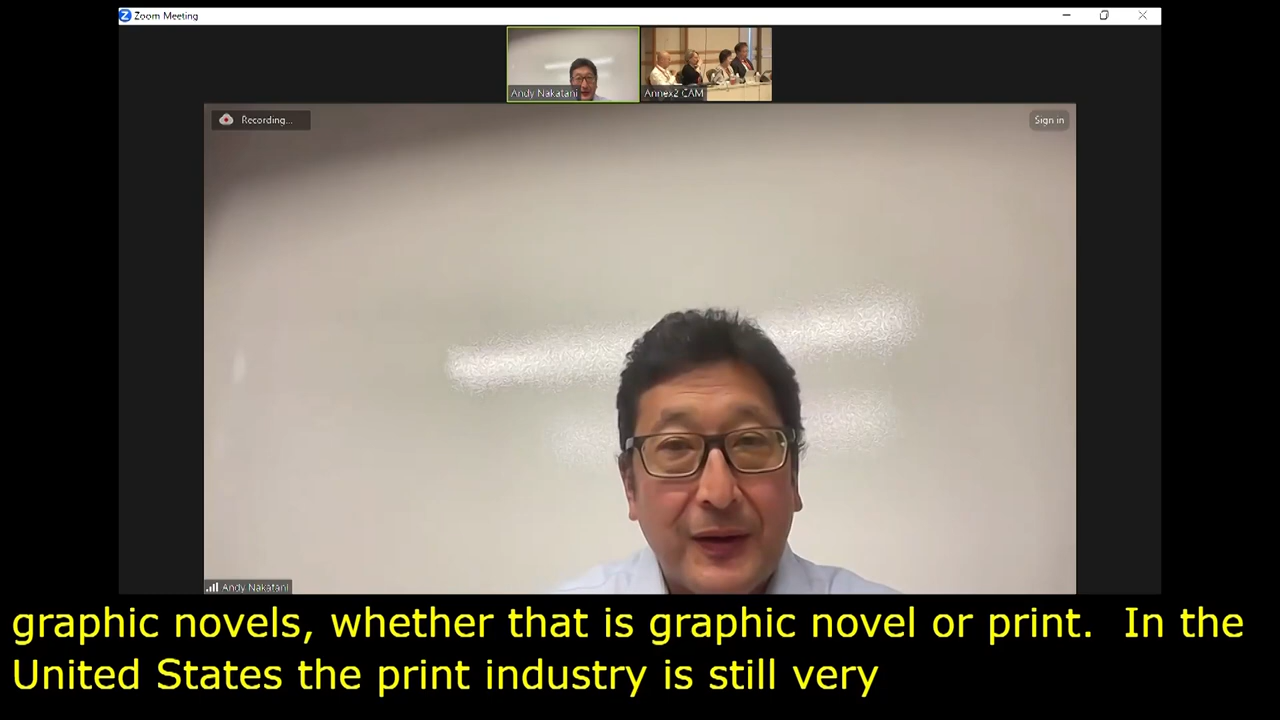 Zoom Meeting
Andy Nakatani
Annex2 CAM
Recording...
Sign in
Andy Nakatani
graphic novels, whether that is graphic novel or print.  In the
United States the print industry is still very